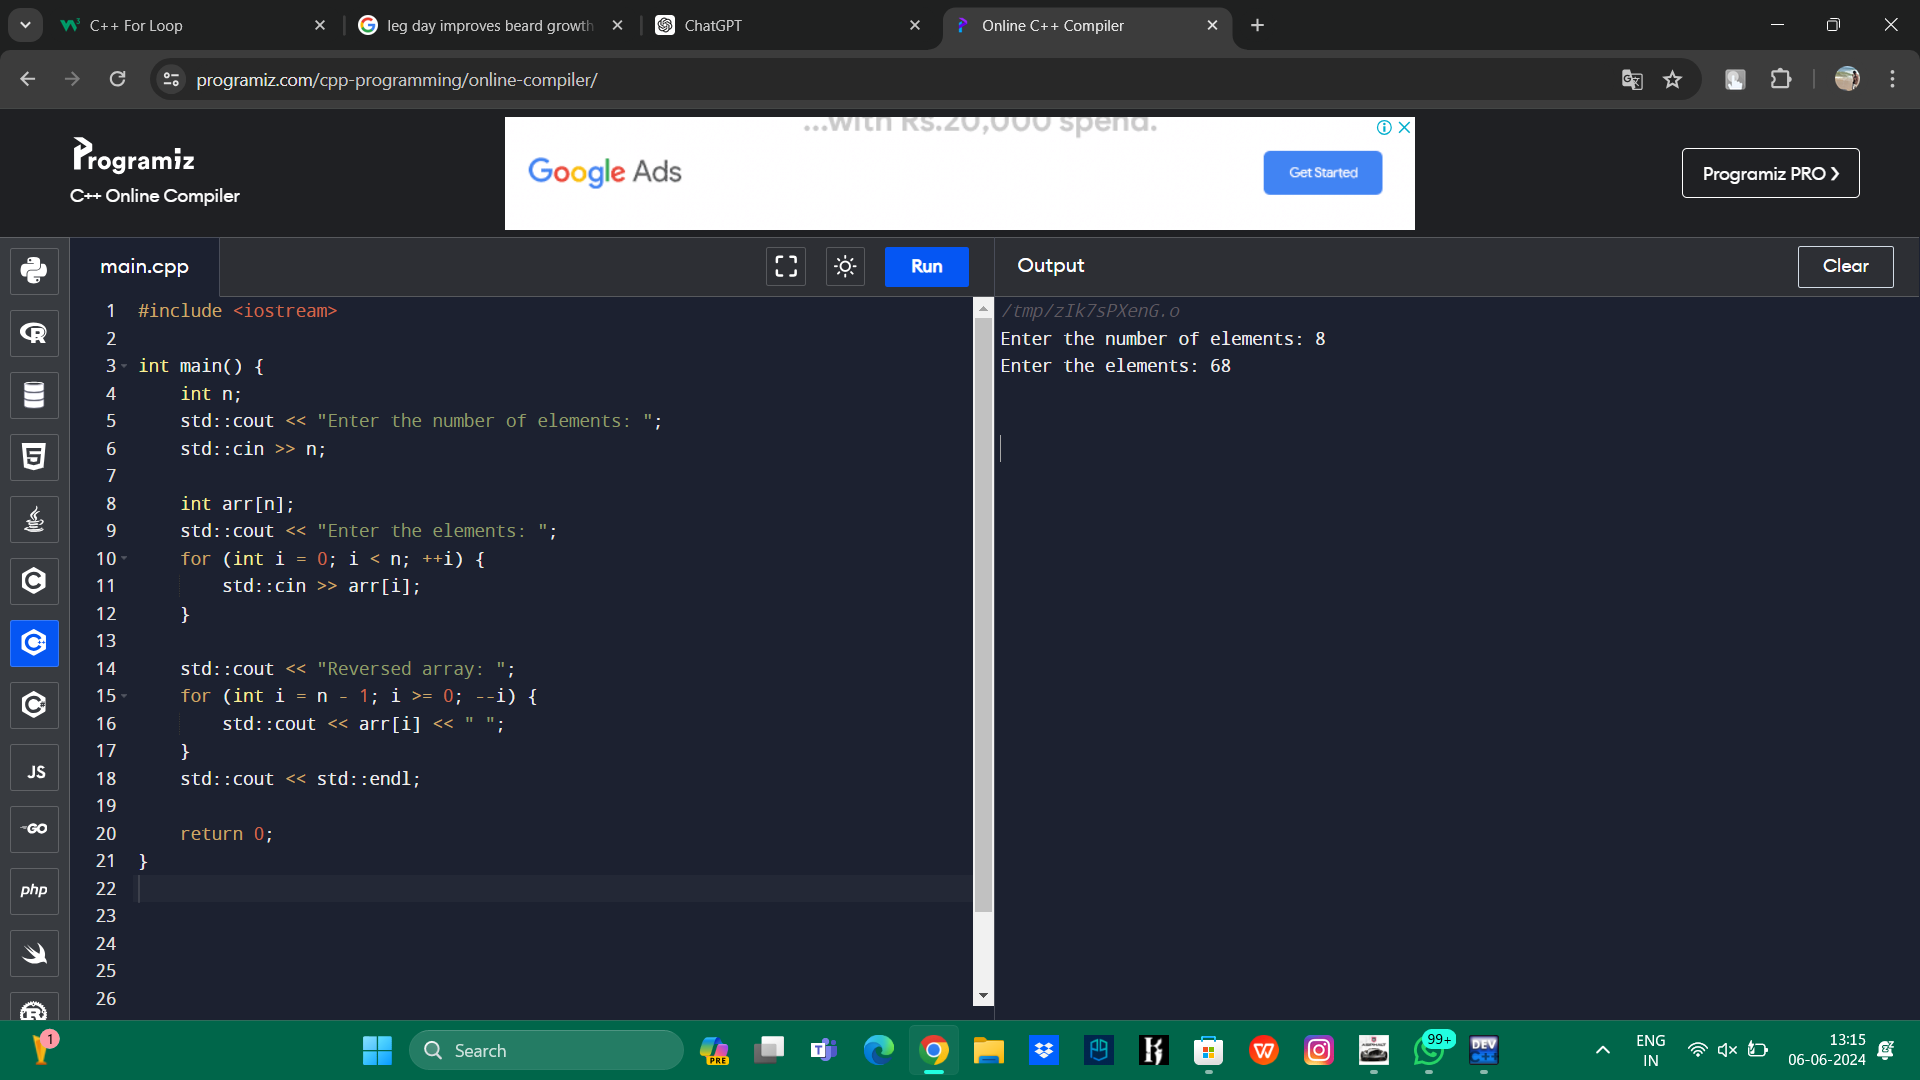 C++ For Loop
leg day improves beard growth
ChatGPT
Online C++ Compiler
programiz.com/cpp-programming/online-compiler/
Programiz
C++ Online Compiler
...with Rs.20,000 spend.
Google Ads
Get Started
Programiz PRO
main.cpp
Run
Output
Clear
1 #include <iostream>
2
3 int main() {
4 int n;
5 std::cout << "Enter the number of elements: ";
6 std::cin >> n;
7
8 int arr[n];
9 std::cout << "Enter the elements: ";
10 for (int i = 0; i < n; ++i) {
11 std::cin >> arr[i];
12 }
13
14 std::cout << "Reversed array: ";
15 for (int i = n - 1; i >= 0; --i) {
16 std::cout << arr[i] << " ";
17 }
18 std::cout << std::endl;
19
20 return 0;
21 }
22
23
24
25
26
/tmp/zIk7sPXenG.o
Enter the number of elements: 8
Enter the elements: 68
JS
GO
php
1
Search
PRE
99+
DEV
ENG
IN
13:15
06-06-2024